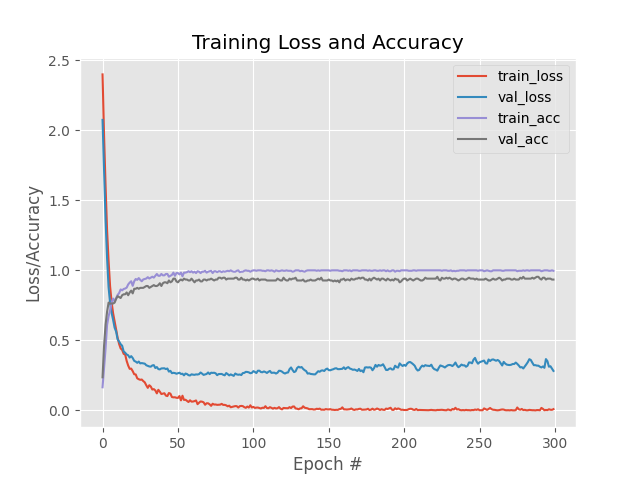 Training Loss and Accuracy
train_loss
val_loss
train_acc
val_acc
Loss/Accuracy
2.5
2.0
1.5
1.0
0.5
0.0
0 50 100 150 200 250 300
Epoch #